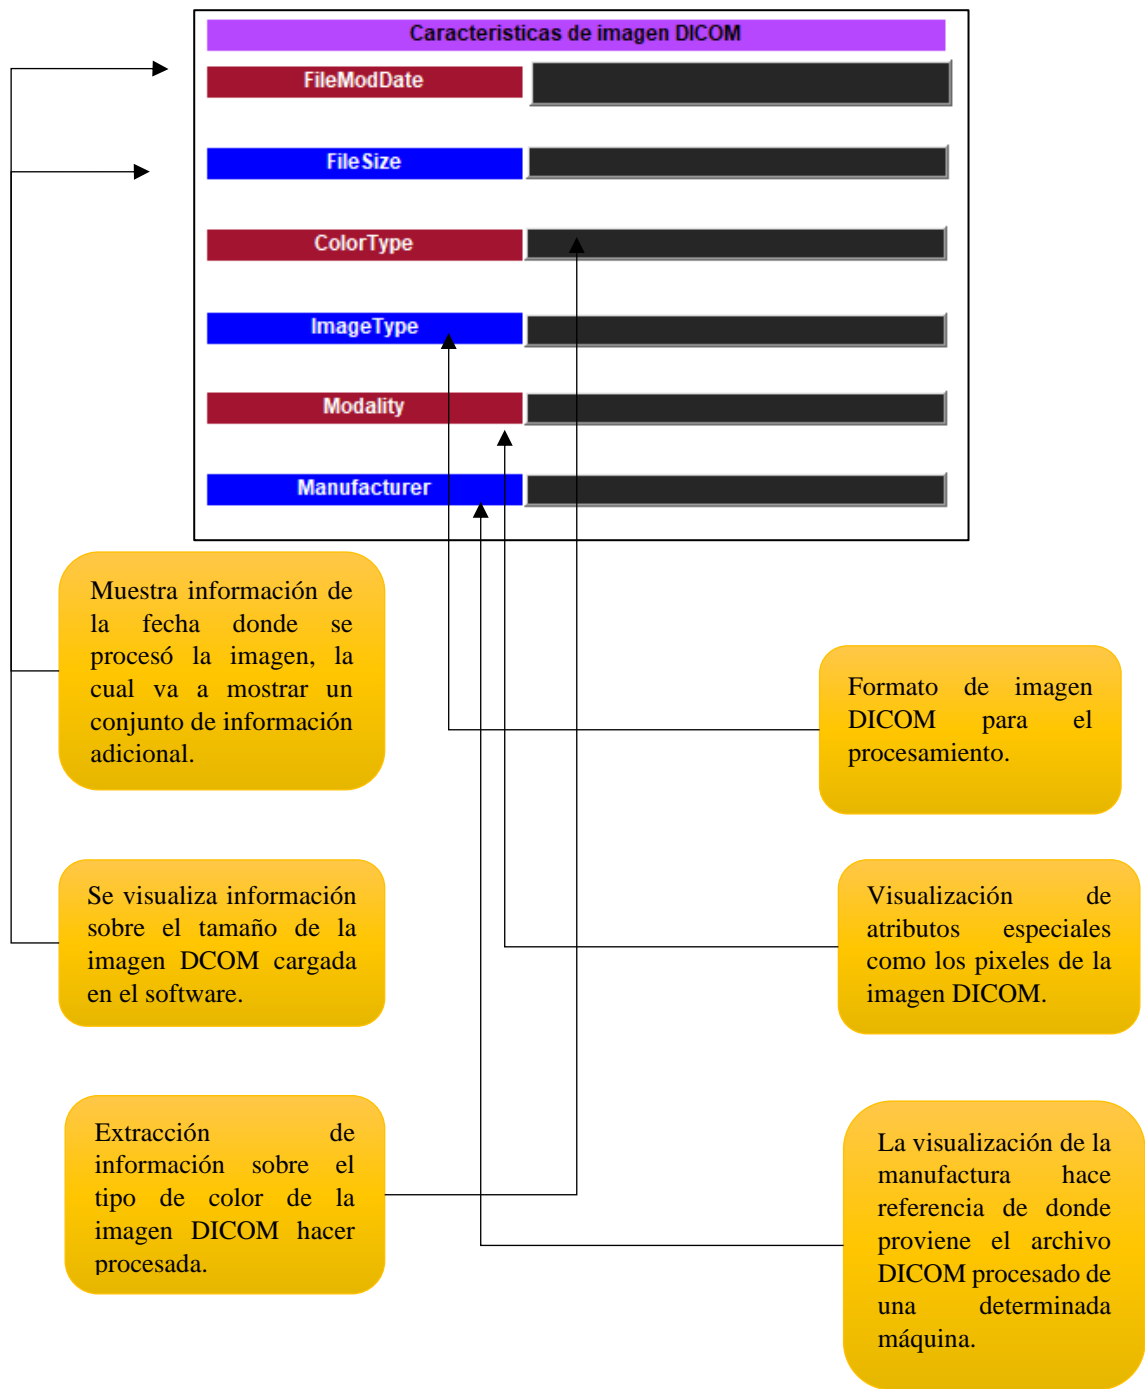 Caracteristicas de imagen DICOM
FileModDate
FileSize
ColorType
ImageType
Modality
Manufacturer
Muestra información de
la fecha donde se
procesó la imagen, la
cual va a mostrar un
conjunto de información
adicional.
Formato de imagen
DICOM para el
procesamiento.
Se visualiza información
sobre el tamaño de la
imagen DCOM cargada
en el software.
Visualización de
atributos especiales
como los pixeles de la
imagen DICOM.
Extracción de
información sobre el
tipo de color de la
imagen DICOM hacer
procesada.
La visualización de la
manufactura hace
referencia de donde
proviene el archivo
DICOM procesado de
una determinada
máquina.